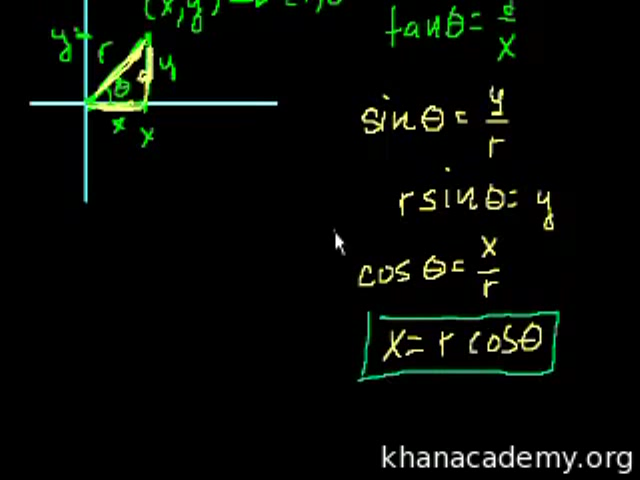 (x,y)
y
r
y
θ
x
x
tanθ = y/x
sinθ = y/r
r sinθ = y
cosθ = x/r
x = r cosθ
khanacademy.org